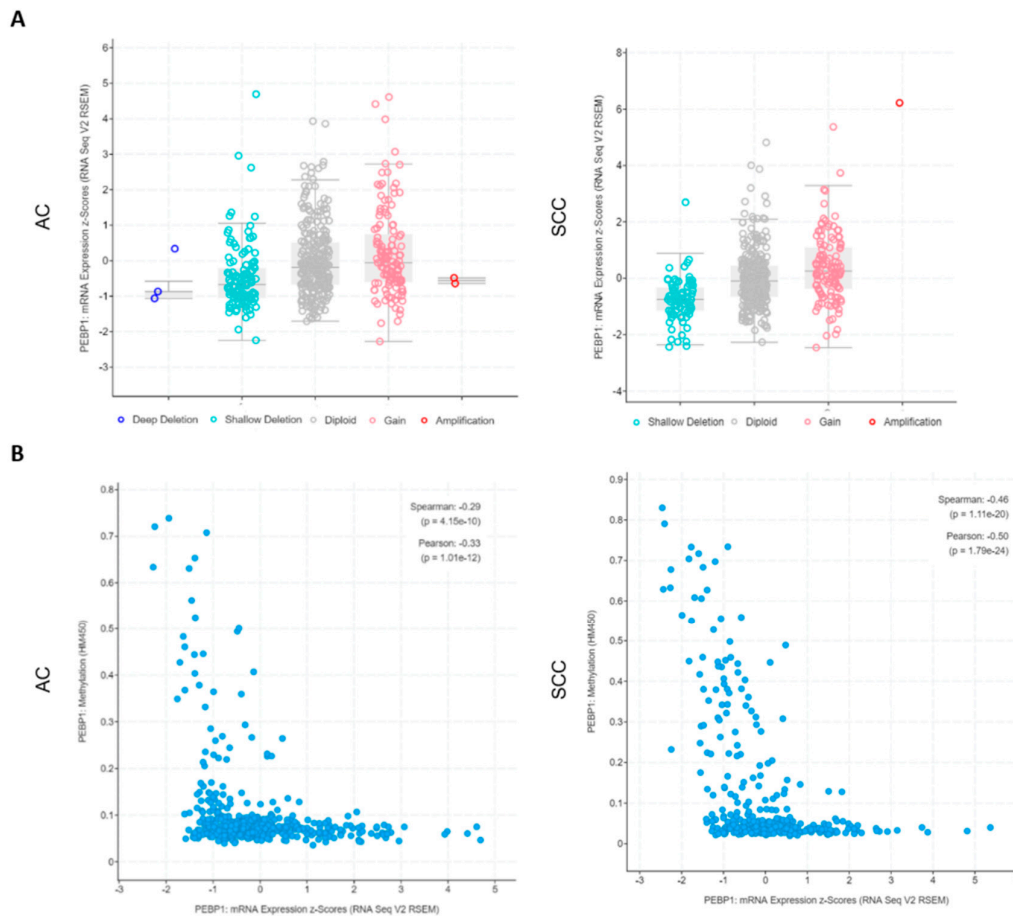 A
AC
PEBP1: mRNA Expression z-Scores (RNA Seq V2 RSEM)
6
5
4
3
2
1
0
-1
-2
-3
Deep Deletion
Shallow Deletion
Diploid
Gain
Amplification
SCC
PEBP1: mRNA Expression z-Scores (RNA Seq V2 RSEM)
8
6
4
2
0
-2
-4
Shallow Deletion
Diploid
Gain
Amplification
B
AC
PEBP1: Methylation (HM450)
0.8
0.7
0.6
0.5
0.4
0.3
0.2
0.1
0
Spearman: -0.29
(p = 4.15e-10)
Pearson: -0.33
(p = 1.01e-12)
-3 -2 -1 0 1 2 3 4 5
PEBP1: mRNA Expression z-Scores (RNA Seq V2 RSEM)
SCC
PEBP1: Methylation (HM450)
0.9
0.8
0.7
0.6
0.5
0.4
0.3
0.2
0.1
0
Spearman: -0.46
(p = 1.11e-20)
Pearson: -0.50
(p = 1.79e-24)
-3 -2 -1 0 1 2 3 4 5
PEBP1: mRNA Expression z-Scores (RNA Seq V2 RSEM)